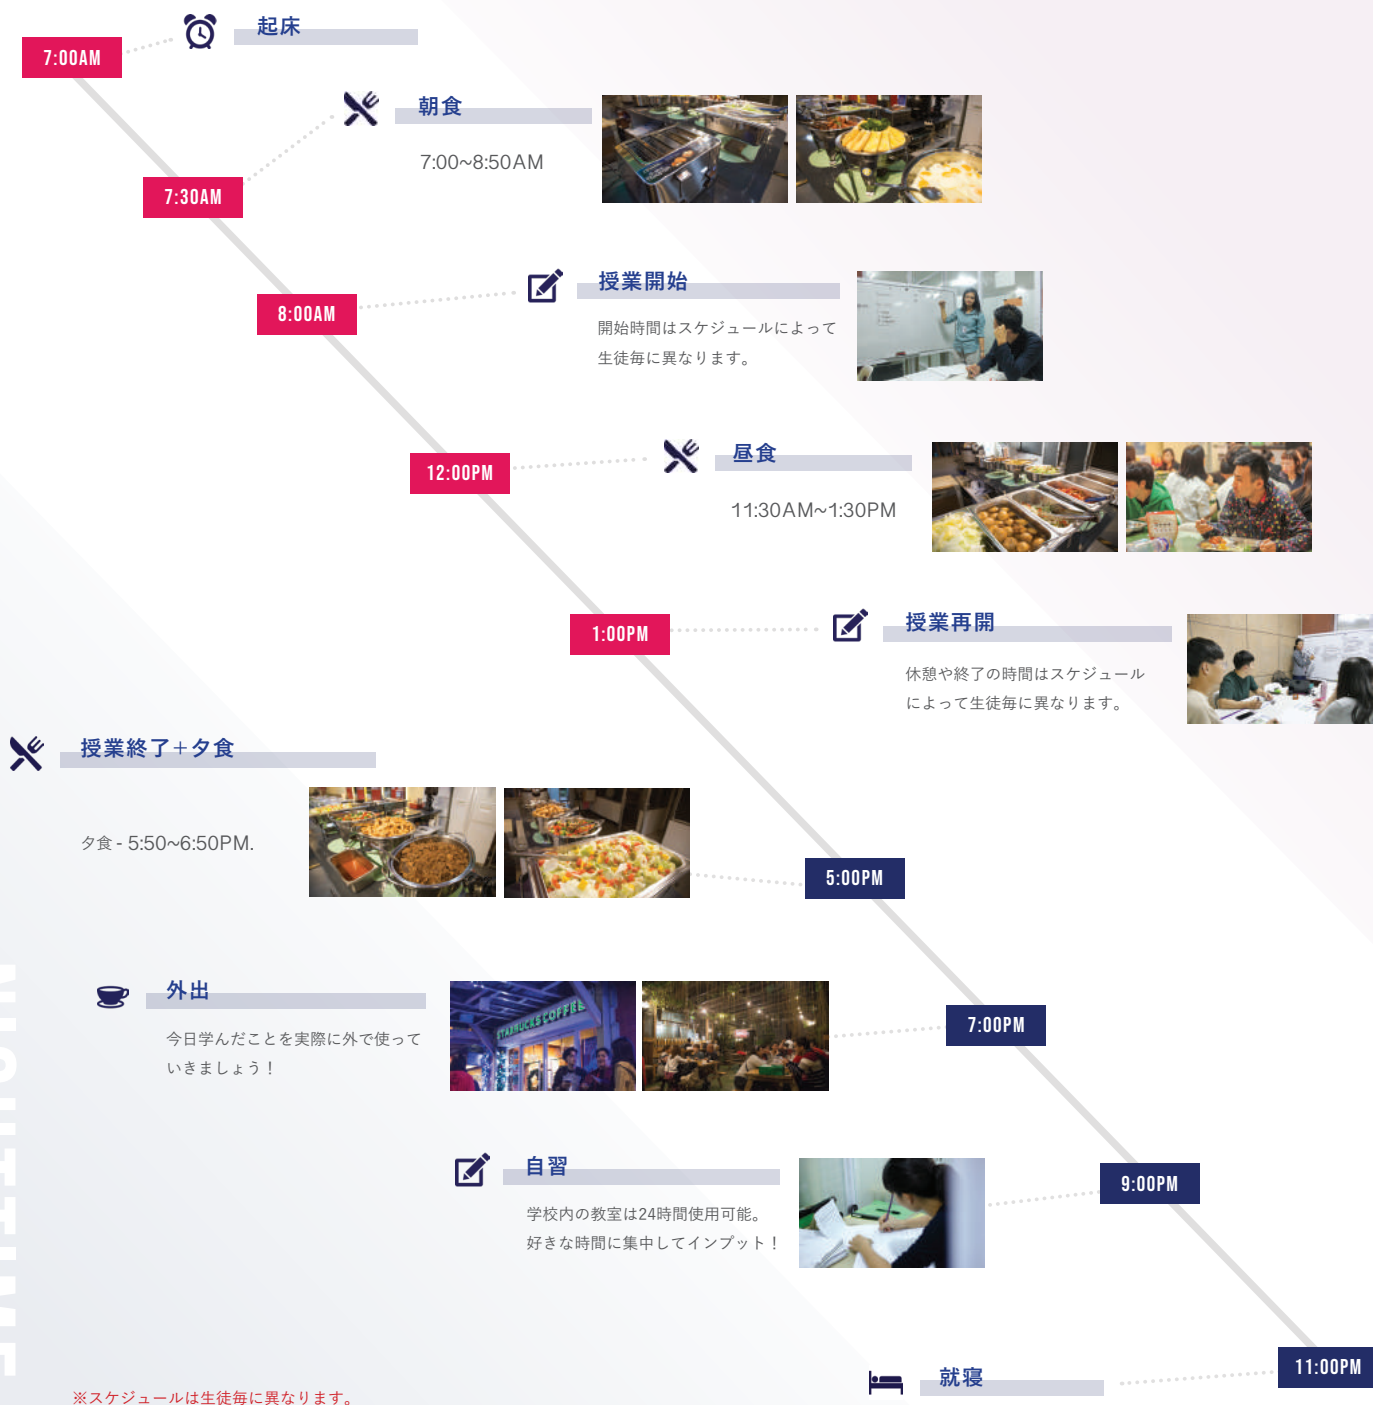 7:00AM
起床
7:30AM
朝食
7:00~8:50AM
8:00AM
授業開始
開始時間はスケジュールによって
生徒毎に異なります。
12:00PM
昼食
11:30AM~1:30PM
1:00PM
授業再開
休憩や終了の時間はスケジュール
によって生徒毎に異なります。
授業終了+夕食
夕食 - 5:50~6:50PM.
5:00PM
外出
今日学んだことを実際に外で使って
いきましょう！
STARBUCKS COFFEE
7:00PM
自習
学校内の教室は24時間使用可能。
好きな時間に集中してインプット！
9:00PM
就寝
11:00PM
※スケジュールは生徒毎に異なります。